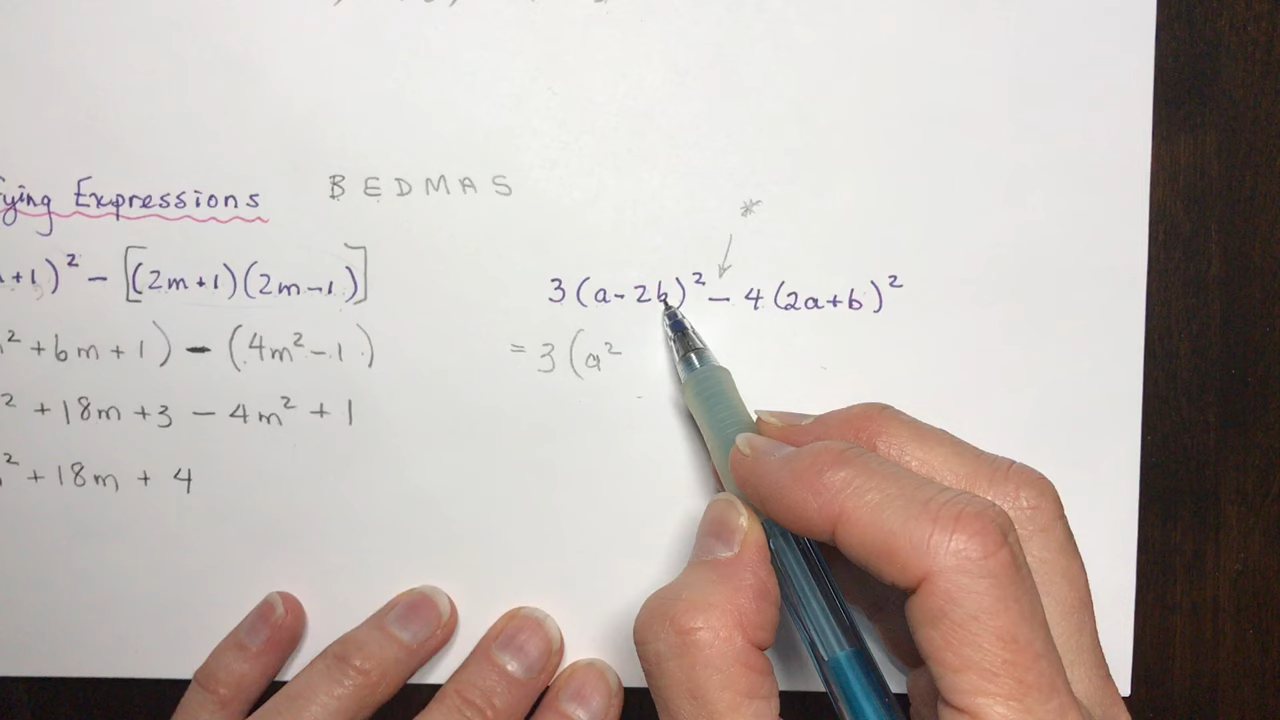 fying Expressions
BEDMAS
*
+1)² - [(2m+1)(2m-1)]
3(a-2b)² - 4(2a+b)²
² + 6m + 1) - (4m² - 1)
= 3(a²
² + 18m + 3 - 4m² + 1
² + 18m + 4